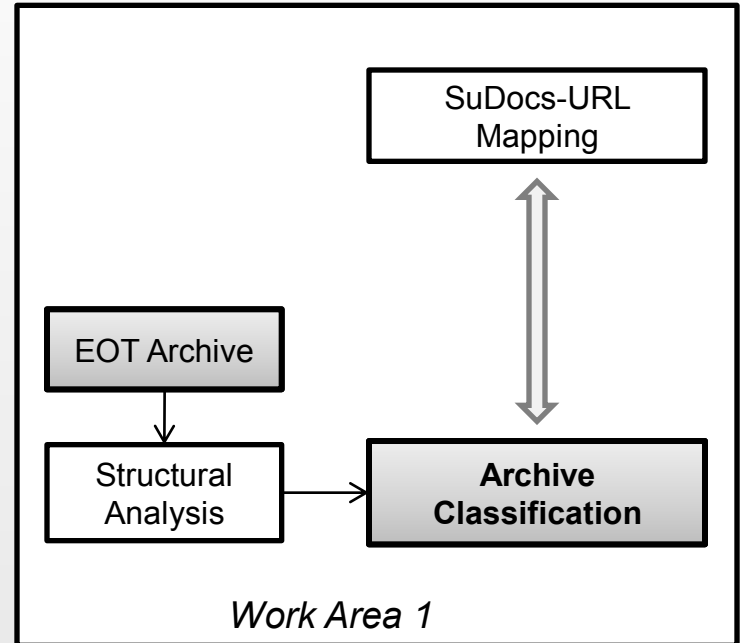 SuDocs-URL
Mapping
EOT Archive
Structural
Analysis
Archive
Classification
Work Area 1